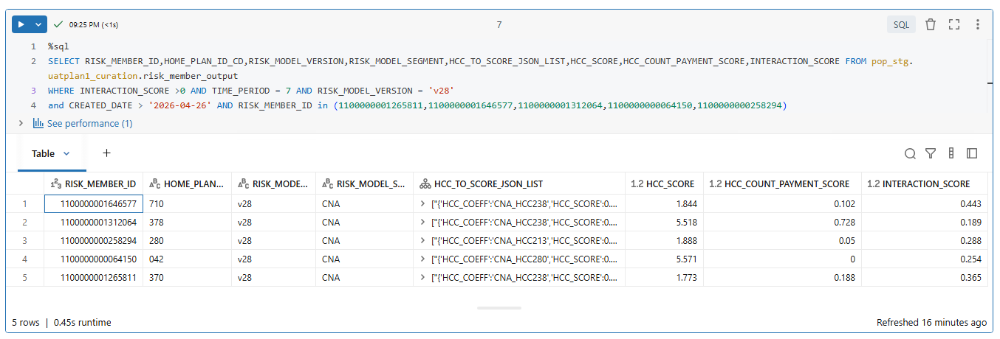 09:25 PM (<1s)
7
SQL
1 %sql
2 SELECT RISK_MEMBER_ID,HOME_PLAN_ID_CD,RISK_MODEL_VERSION,RISK_MODEL_SEGMENT,HCC_TO_SCORE_JSON_LIST,HCC_SCORE,HCC_COUNT_PAYMENT_SCORE,INTERACTION_SCORE FROM pop_stg.
uatplan1_curation.risk_member_output
3 WHERE INTERACTION_SCORE >0 AND TIME_PERIOD = 7 AND RISK_MODEL_VERSION = 'v28'
4 and CREATED_DATE > '2026-04-26' AND RISK_MEMBER_ID in (1100000001265811,1100000001646577,1100000001312064,1100000000064150,1100000000258294)
See performance (1)
Table +
123 RISK_MEMBER_ID ABC HOME_PLAN... ABC RISK_MODE... ABC RISK_MODEL_S... HCC_TO_SCORE_JSON_LIST 1.2 HCC_SCORE 1.2 HCC_COUNT_PAYMENT_SCORE 1.2 INTERACTION_SCORE
1 1100000001646577 710 v28 CNA > ["{'HCC_COEFF':'CNA_HCC238','HCC_SCORE':0.... 1.844 0.102 0.443
2 1100000001312064 378 v28 CNA > ["{'HCC_COEFF':'CNA_HCC238','HCC_SCORE':0.... 5.518 0.728 0.189
3 1100000000258294 280 v28 CNA > ["{'HCC_COEFF':'CNA_HCC213','HCC_SCORE':0.... 1.888 0.05 0.288
4 1100000000064150 042 v28 CNA > ["{'HCC_COEFF':'CNA_HCC280','HCC_SCORE':0.... 5.571 0 0.254
5 1100000001265811 370 v28 CNA > ["{'HCC_COEFF':'CNA_HCC238','HCC_SCORE':0.... 1.773 0.188 0.365
5 rows | 0.45s runtime
Refreshed 16 minutes ago